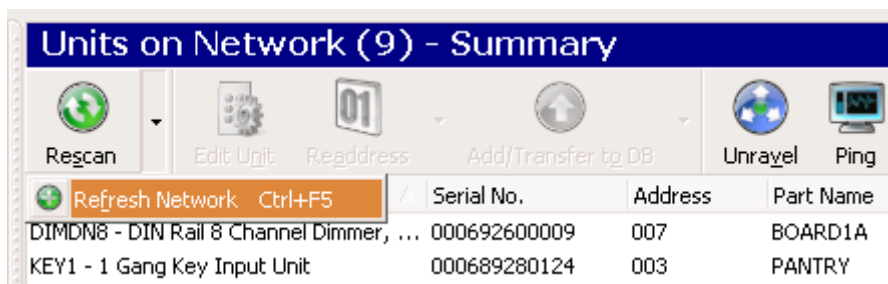 Units on Network (9) - Summary
01
Rescan Edit Unit Readdress Add/Transfer to DB Unravel Ping
Refresh Network Ctrl+F5 Serial No. Address Part Name
DIMDN8 - DIN Rail 8 Channel Dimmer, ... 000692600009 007 BOARD1A
KEY1 - 1 Gang Key Input Unit 000689280124 003 PANTRY